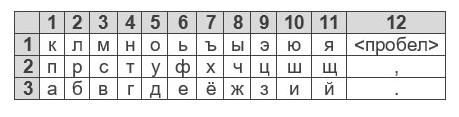 1 2 3 4 5 6 7 8 9 10 11 12
1 к л м н о ь ъ ы э ю я <пробел>
2 п р с т у ф х ч ц ш щ ,
3 а б в г д е ё ж з и й .